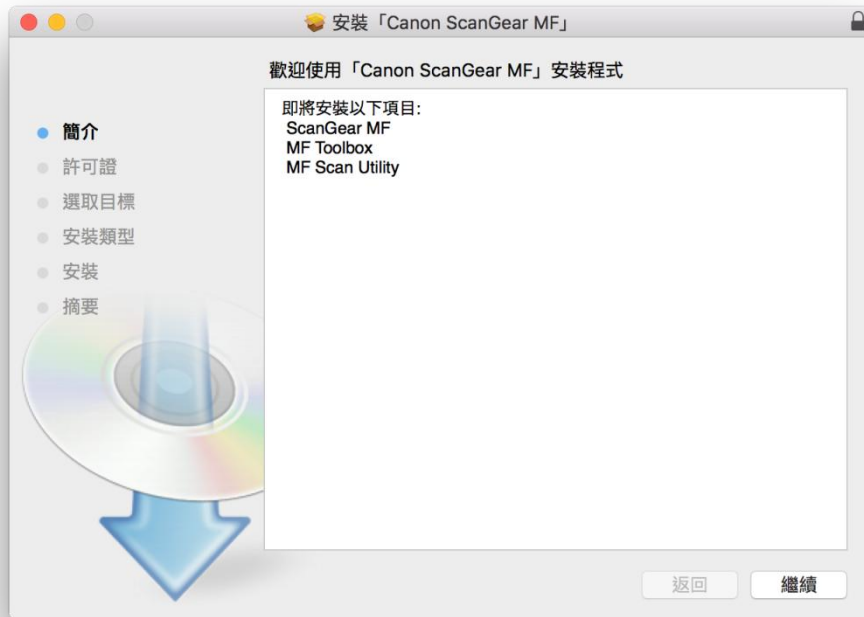 安裝「Canon ScanGear MF」
歡迎使用「Canon ScanGear MF」安裝程式
簡介
許可證
選取目標
安裝類型
安裝
摘要
即將安裝以下項目:
ScanGear MF
MF Toolbox
MF Scan Utility
返回
繼續